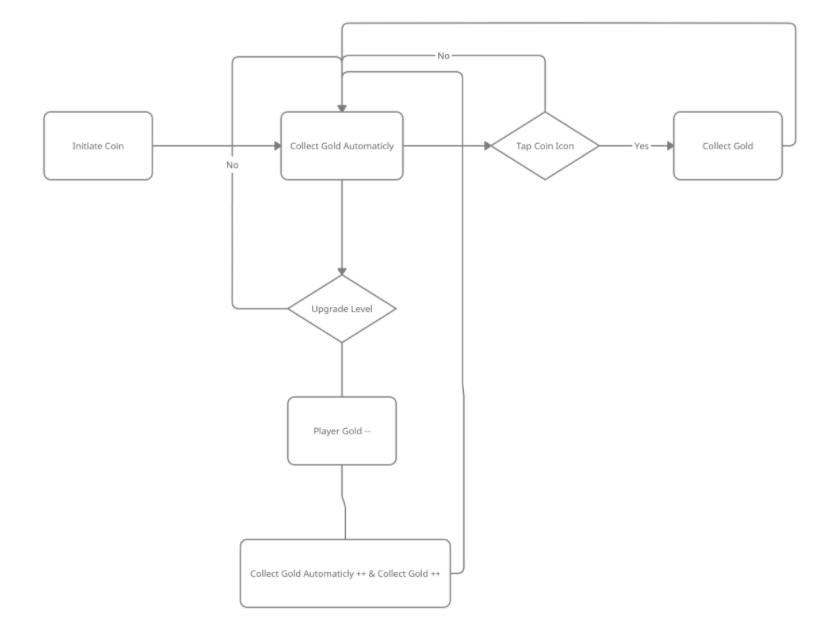 No
Initiate Coin
Collect Gold Automaticly
Tap Coin Icon
Yes
Collect Gold
No
Upgrade Level
Player Gold --
Collect Gold Automaticly ++ & Collect Gold ++